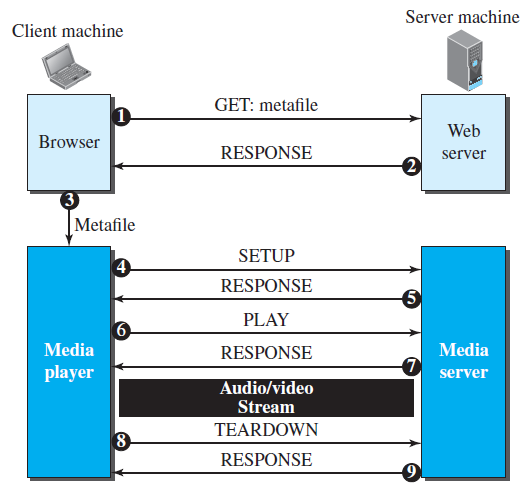 Server machine
Client machine
1
GET: metafile
Browser
Web
server
RESPONSE
2
3
Metafile
4
SETUP
RESPONSE
5
6
PLAY
Media
player
RESPONSE
7
Media
server
Audio/video
Stream
TEARDOWN
8
RESPONSE
9